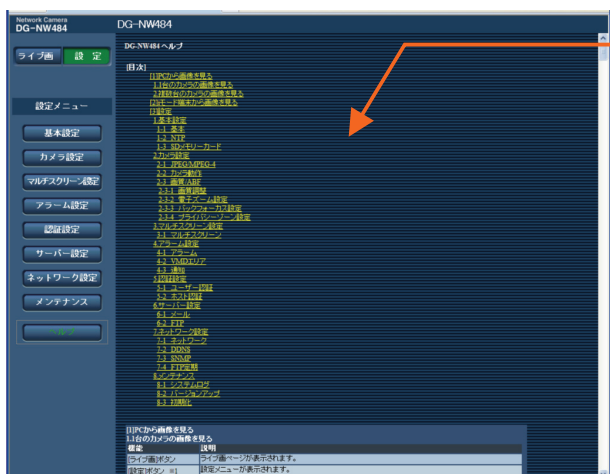 Network Camera
DG-NW484
DG-NW484
ライブ画
設 定
設定メニュー
基本設定
カメラ設定
マルチスクリーン設定
アラーム設定
認証設定
サーバー設定
ネットワーク設定
メンテナンス
ヘルプ
DG-NW484 ヘルプ
[目次]
[1]PCから画像を見る
1.1台のカメラの画像を見る
2.複数台のカメラの画像を見る
[2]iモード端末から画像を見る
[3]設定
1.基本設定
1-1 基本
1-2 NTP
1-3 SDメモリーカード
2.カメラ設定
2-1 JPEG/MPEG-4
2-2 カメラ動作
2-3 画質/ABF
2-3-1 画質調整
2-3-2 電子ズーム設定
2-3-3 バックフォーカス設定
2-3-4 プライバシーゾーン設定
3.マルチスクリーン設定
3-1 マルチスクリーン
4.アラーム設定
4-1 アラーム
4-2 VMDエリア
4-3 通知
5.認証設定
5-1 ユーザー認証
5-2 ホスト認証
6.サーバー設定
6-1 メール
6-2 FTP
7.ネットワーク設定
7-1 ネットワーク
7-2 DDNS
7-3 SNMP
7-4 FTP定期
8.メンテナンス
8-1 システムログ
8-2 バージョンアップ
8-3 初期化
[1]PCから画像を見る
1.1台のカメラの画像を見る
機能 説明
[ライブ画]ボタン ライブ画ページが表示されます。
[設定]ボタン ※1 設定メニューが表示されます。